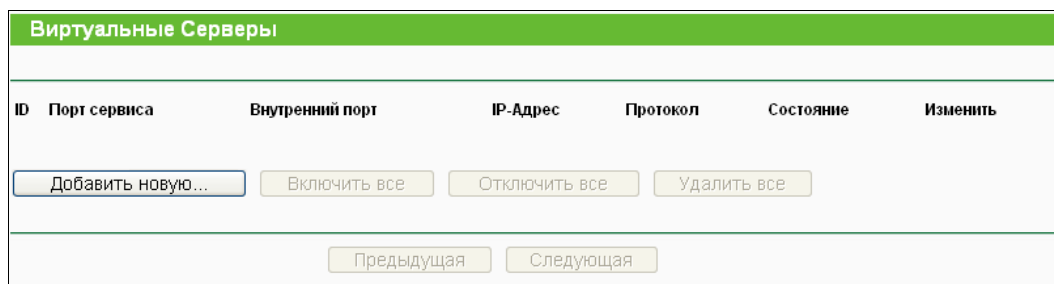 Виртуальные Серверы
ID Порт сервиса Внутренний порт IP-Адрес Протокол Состояние Изменить
Добавить новую... Включить все Отключить все Удалить все
Предыдущая Следующая